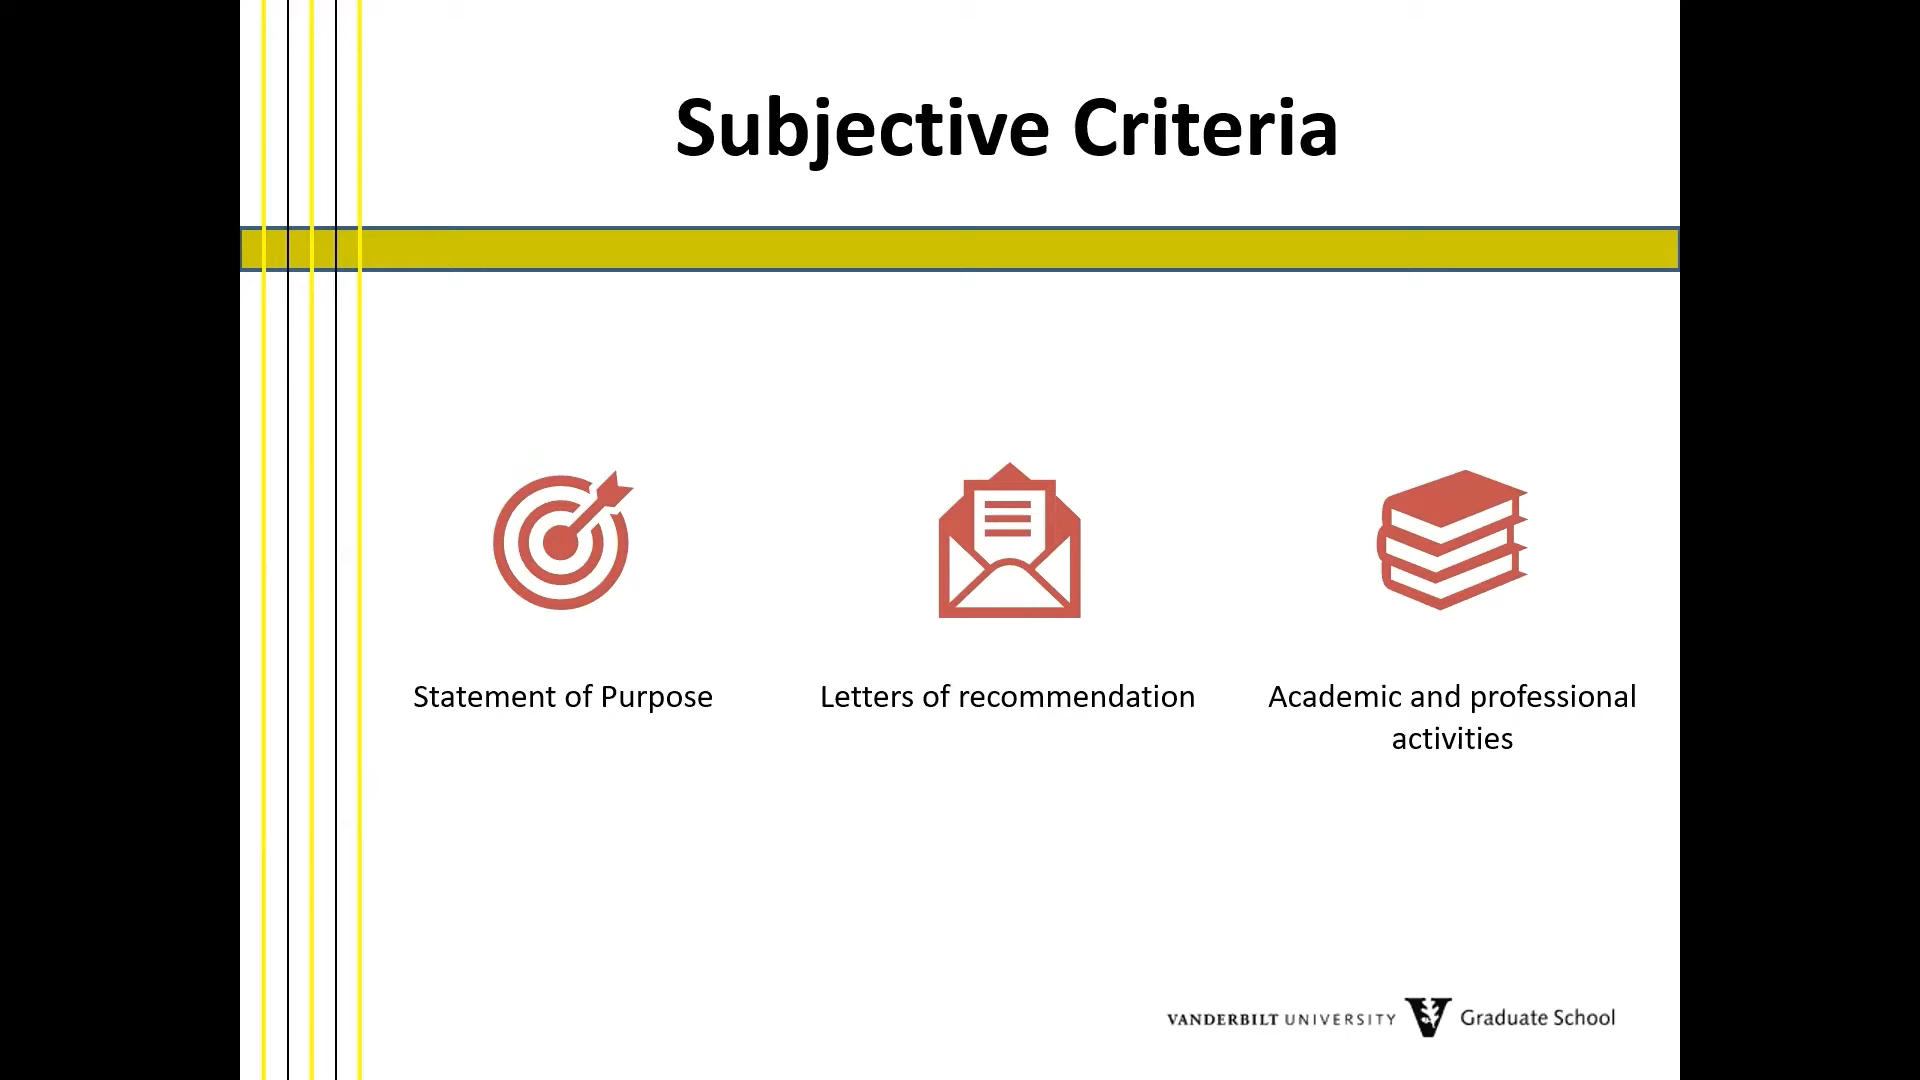 Subjective Criteria
Statement of Purpose
Letters of recommendation
Academic and professional
activities
VANDERBILT UNIVERSITY V Graduate School